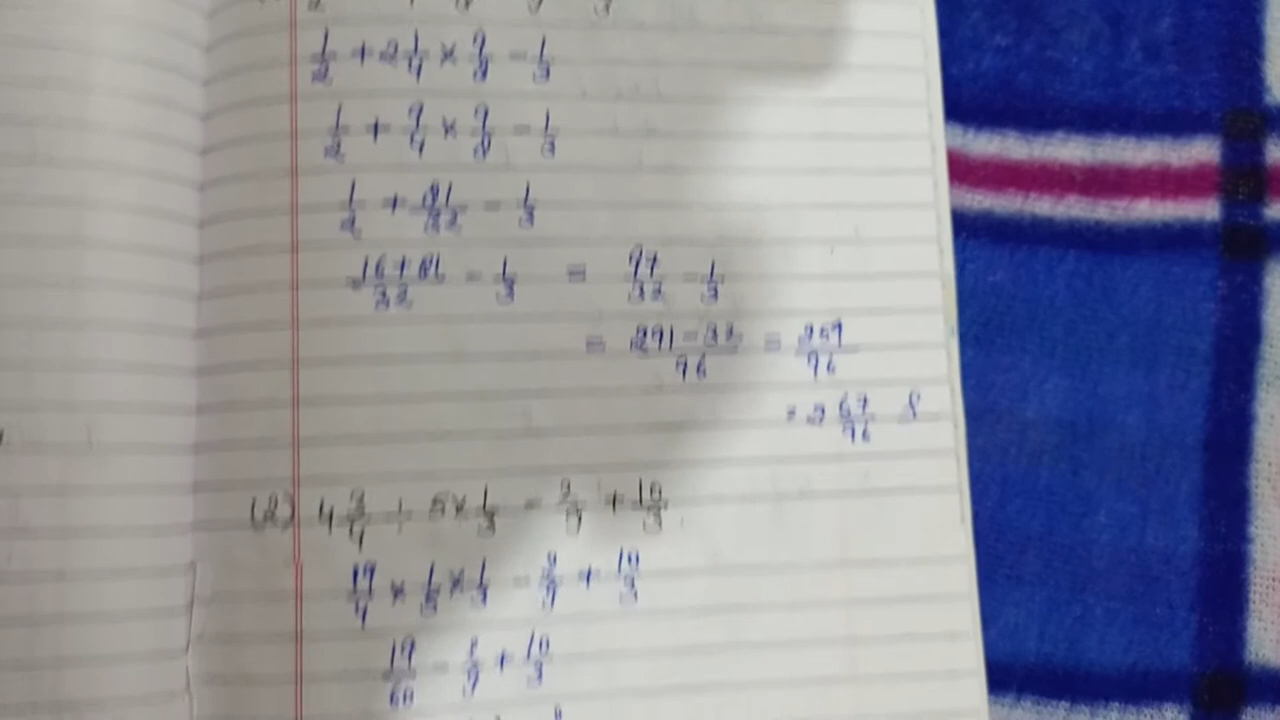 1/2 + 2 1/4 × 9/8 - 1/3
1/2 + 9/4 × 9/8 - 1/3
1/2 + 81/32 - 1/3
16+81/32 - 1/3 = 97/32 - 1/3
= 291-32/96 = 259/96
= 2 67/96
(2) 4 3/4 ÷ 5 × 1/3 - 2/9 + 10/3
19/4 × 1/5 × 1/3 - 2/9 + 10/3
19/60 - 2/9 + 10/3